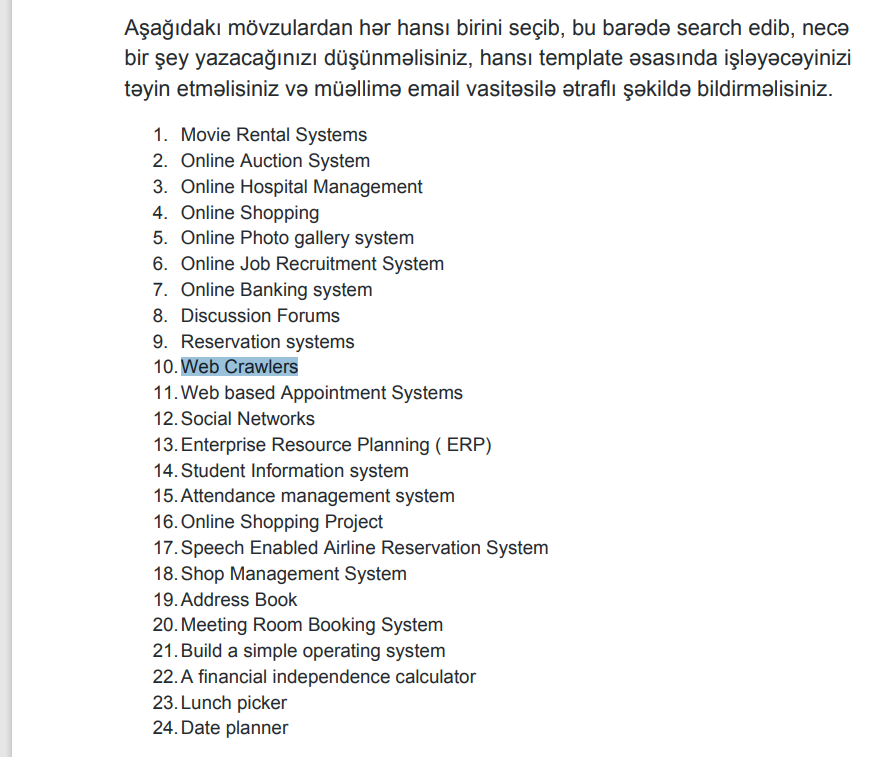 Aşağıdakı mövzulardan hər hansı birini seçib, bu barədə search edib, necə
bir şey yazacağınızı düşünməlisiniz, hansı template əsasında işləyəcəyinizi
təyin etməlisiniz və müəllimə email vasitəsilə ətraflı şəkildə bildirməlisiniz.
1. Movie Rental Systems
2. Online Auction System
3. Online Hospital Management
4. Online Shopping
5. Online Photo gallery system
6. Online Job Recruitment System
7. Online Banking system
8. Discussion Forums
9. Reservation systems
10. Web Crawlers
11. Web based Appointment Systems
12. Social Networks
13. Enterprise Resource Planning ( ERP)
14. Student Information system
15. Attendance management system
16. Online Shopping Project
17. Speech Enabled Airline Reservation System
18. Shop Management System
19. Address Book
20. Meeting Room Booking System
21. Build a simple operating system
22. A financial independence calculator
23. Lunch picker
24. Date planner